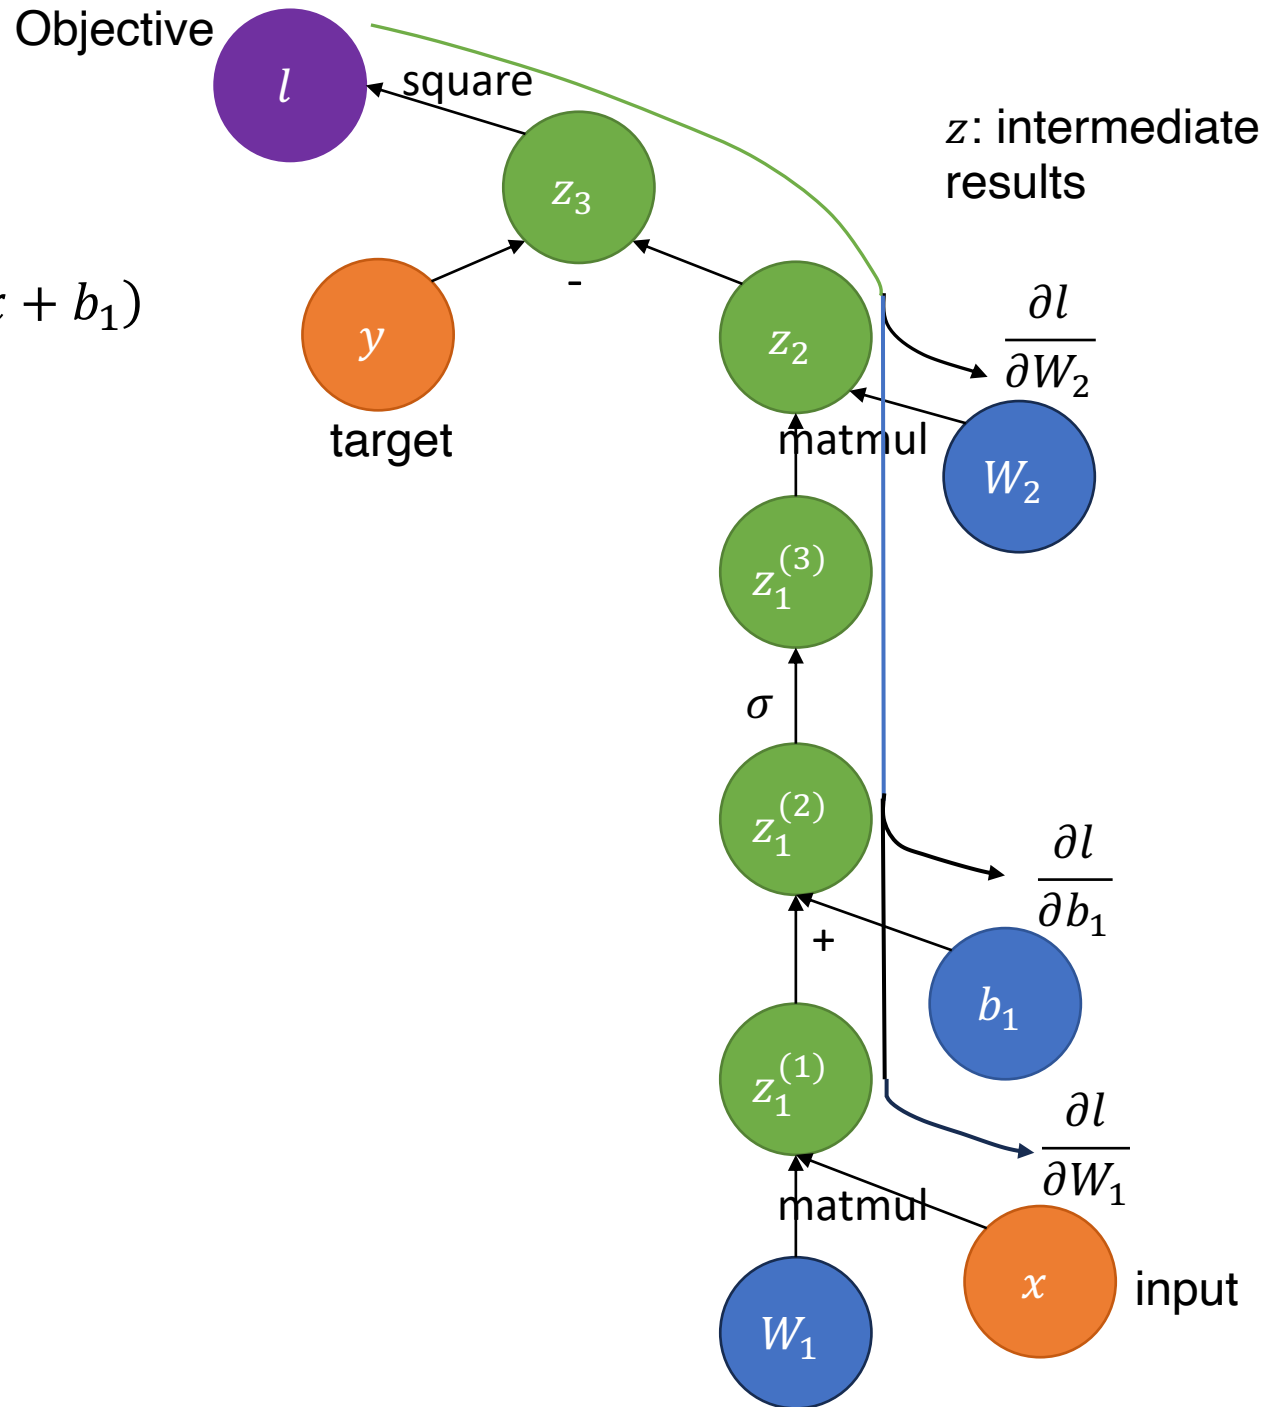 Objective
l
square
z: intermediate
results
z₃
-
+ b₁)
y
z₂
∂l
∂W₂
target
matmul
W₂
z₁⁽³⁾
σ
z₁⁽²⁾
∂l
∂b₁
+
b₁
z₁⁽¹⁾
∂l
∂W₁
matmul
x
input
W₁